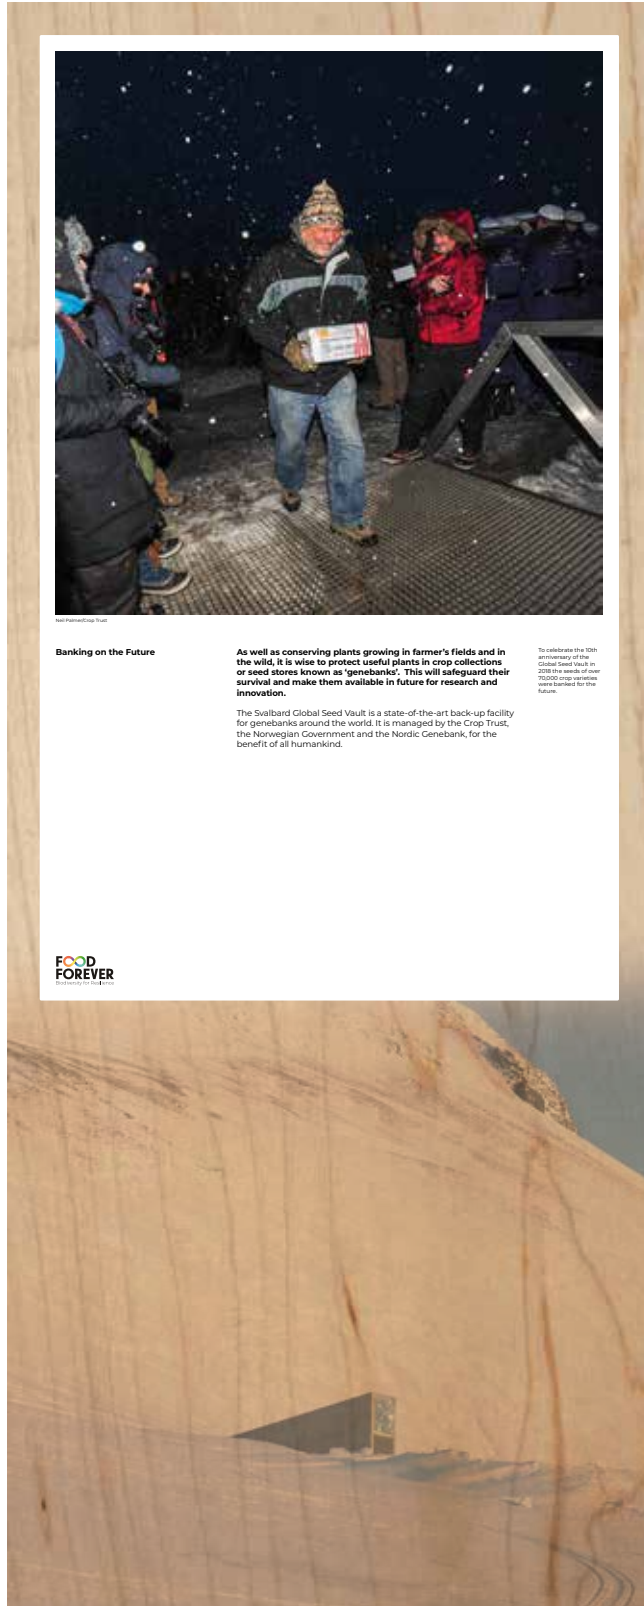 Neil Palmer/Crop Trust
Banking on the Future
As well as conserving plants growing in farmer's fields and in
the wild, it is wise to protect useful plants in crop collections
or seed stores known as 'genebanks'.  This will safeguard their
survival and make them available in future for research and
innovation.
The Svalbard Global Seed Vault is a state-of-the-art back-up facility
for genebanks around the world. It is managed by the Crop Trust,
the Norwegian Government and the Nordic Genebank, for the
benefit of all humankind.
To celebrate the 10th
anniversary of the
Global Seed Vault in
2018 the seeds of over
70,000 crop varieties
were banked for the
future.
FOOD
FOREVER
Biodiversity for Resilience